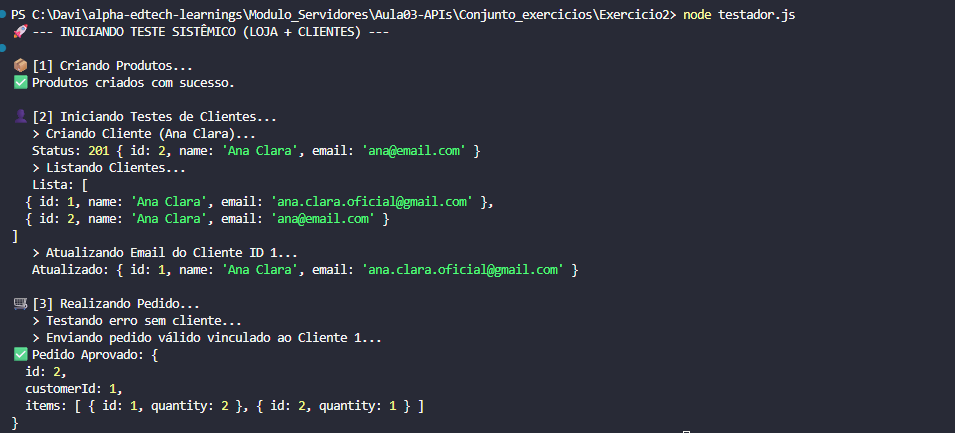 PS C:\Davi\alpha-edtech-learnings\Modulo_Servidores\Aula03-APIs\Conjunto_exercicios\Exercicio2> node testador.js
🚀 --- INICIANDO TESTE SISTÊMICO (LOJA + CLIENTES) ---
📦 [1] Criando Produtos...
✅ Produtos criados com sucesso.
👤 [2] Iniciando Testes de Clientes...
> Criando Cliente (Ana Clara)...
Status: 201 { id: 2, name: 'Ana Clara', email: 'ana@email.com' }
> Listando Clientes...
Lista: [
{ id: 1, name: 'Ana Clara', email: 'ana.clara.oficial@gmail.com' },
{ id: 2, name: 'Ana Clara', email: 'ana@email.com' }
]
> Atualizando Email do Cliente ID 1...
Atualizado: { id: 1, name: 'Ana Clara', email: 'ana.clara.oficial@gmail.com' }
🛒 [3] Realizando Pedido...
> Testando erro sem cliente...
> Enviando pedido válido vinculado ao Cliente 1...
✅ Pedido Aprovado: {
id: 2,
customerId: 1,
items: [ { id: 1, quantity: 2 }, { id: 2, quantity: 1 } ]
}